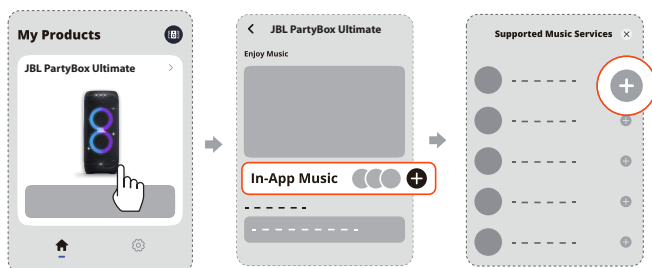 My Products
JBL PartyBox Ultimate
JBL PartyBox Ultimate
Enjoy Music
In-App Music
Supported Music Services